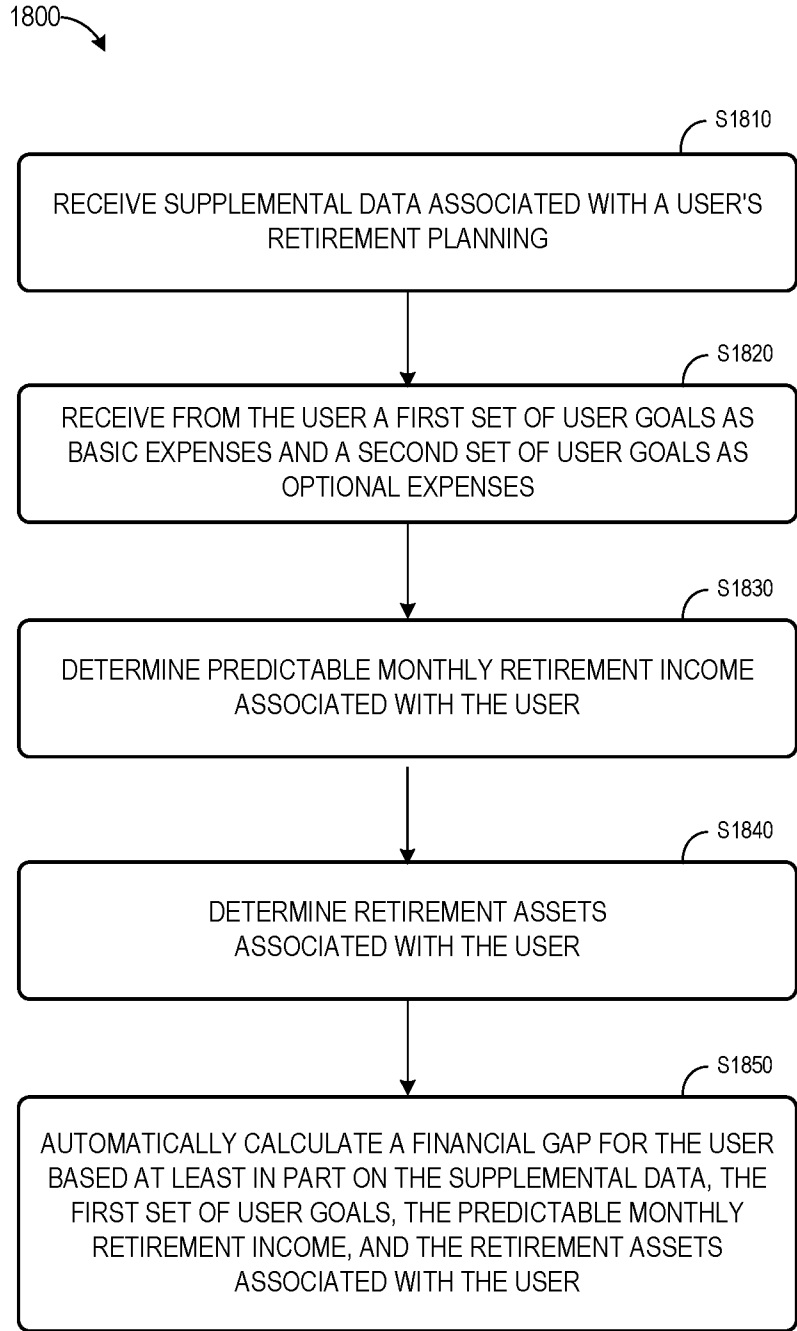 1800
S1810
RECEIVE SUPPLEMENTAL DATA ASSOCIATED WITH A USER'S
RETIREMENT PLANNING
S1820
RECEIVE FROM THE USER A FIRST SET OF USER GOALS AS
BASIC EXPENSES AND A SECOND SET OF USER GOALS AS
OPTIONAL EXPENSES
S1830
DETERMINE PREDICTABLE MONTHLY RETIREMENT INCOME
ASSOCIATED WITH THE USER
S1840
DETERMINE RETIREMENT ASSETS
ASSOCIATED WITH THE USER
S1850
AUTOMATICALLY CALCULATE A FINANCIAL GAP FOR THE USER
BASED AT LEAST IN PART ON THE SUPPLEMENTAL DATA, THE
FIRST SET OF USER GOALS, THE PREDICTABLE MONTHLY
RETIREMENT INCOME, AND THE RETIREMENT ASSETS
ASSOCIATED WITH THE USER